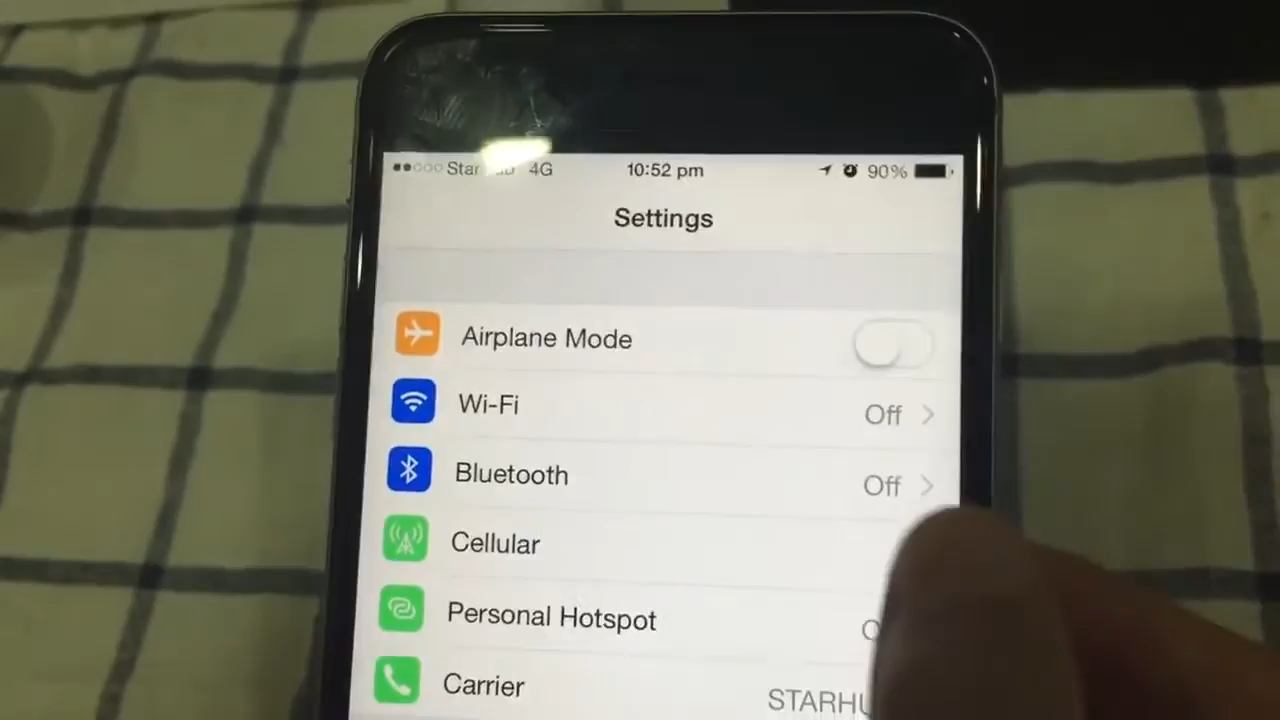 4G 10:52 pm 90%
Settings
Airplane Mode
Wi-Fi Off
Bluetooth Off
Cellular
Personal Hotspot
Carrier